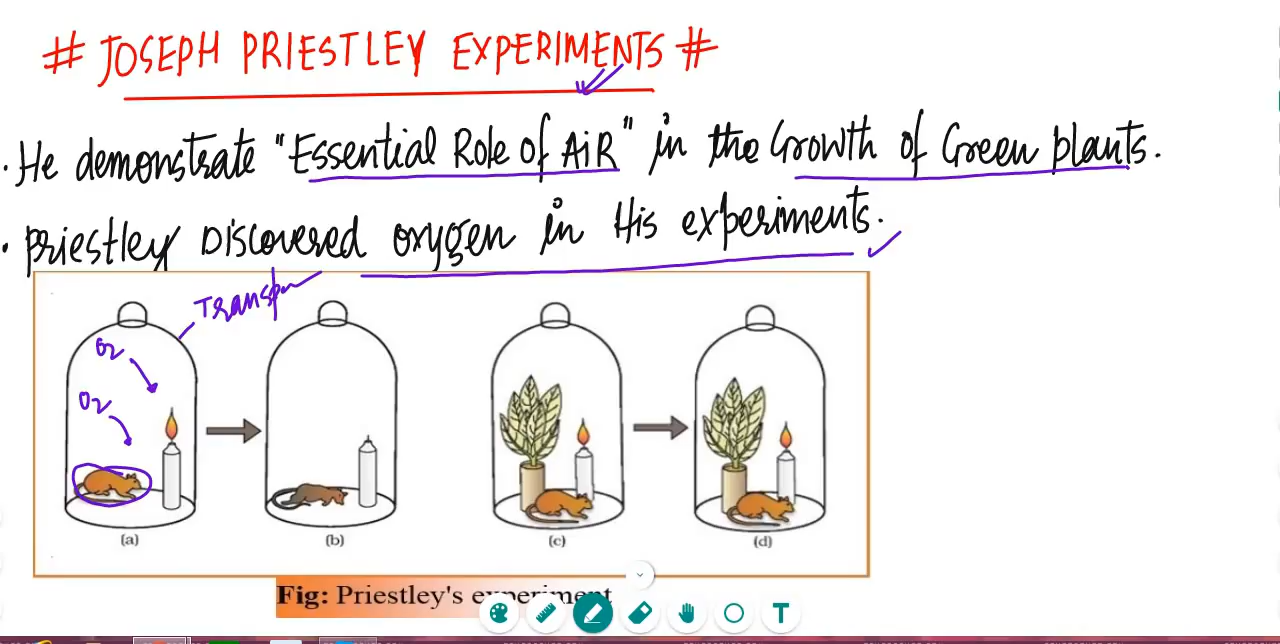 # JOSEPH PRIESTLEY EXPERIMENTS #
• He demonstrate "Essential Role of AiR" in the Growth of Green plants.
• Priestley Discovered oxygen in His experiments.
Transp
O2
O2
(a)
(b)
(c)
(d)
Fig: Priestley's experiment
T